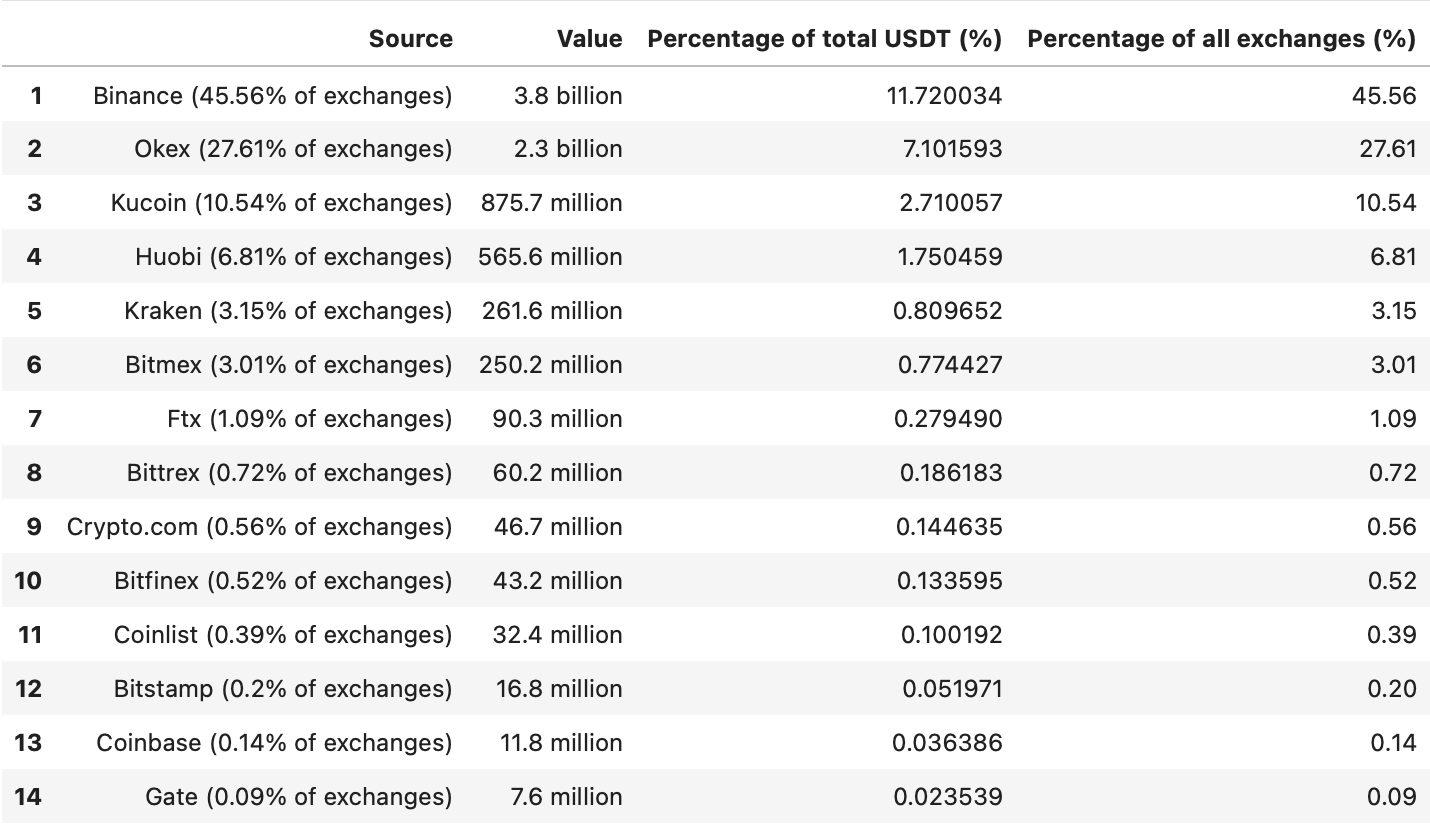 Source Value Percentage of total USDT (%) Percentage of all exchanges (%)
1 Binance (45.56% of exchanges) 3.8 billion 11.720034 45.56
2 Okex (27.61% of exchanges) 2.3 billion 7.101593 27.61
3 Kucoin (10.54% of exchanges) 875.7 million 2.710057 10.54
4 Huobi (6.81% of exchanges) 565.6 million 1.750459 6.81
5 Kraken (3.15% of exchanges) 261.6 million 0.809652 3.15
6 Bitmex (3.01% of exchanges) 250.2 million 0.774427 3.01
7 Ftx (1.09% of exchanges) 90.3 million 0.279490 1.09
8 Bittrex (0.72% of exchanges) 60.2 million 0.186183 0.72
9 Crypto.com (0.56% of exchanges) 46.7 million 0.144635 0.56
10 Bitfinex (0.52% of exchanges) 43.2 million 0.133595 0.52
11 Coinlist (0.39% of exchanges) 32.4 million 0.100192 0.39
12 Bitstamp (0.2% of exchanges) 16.8 million 0.051971 0.20
13 Coinbase (0.14% of exchanges) 11.8 million 0.036386 0.14
14 Gate (0.09% of exchanges) 7.6 million 0.023539 0.09